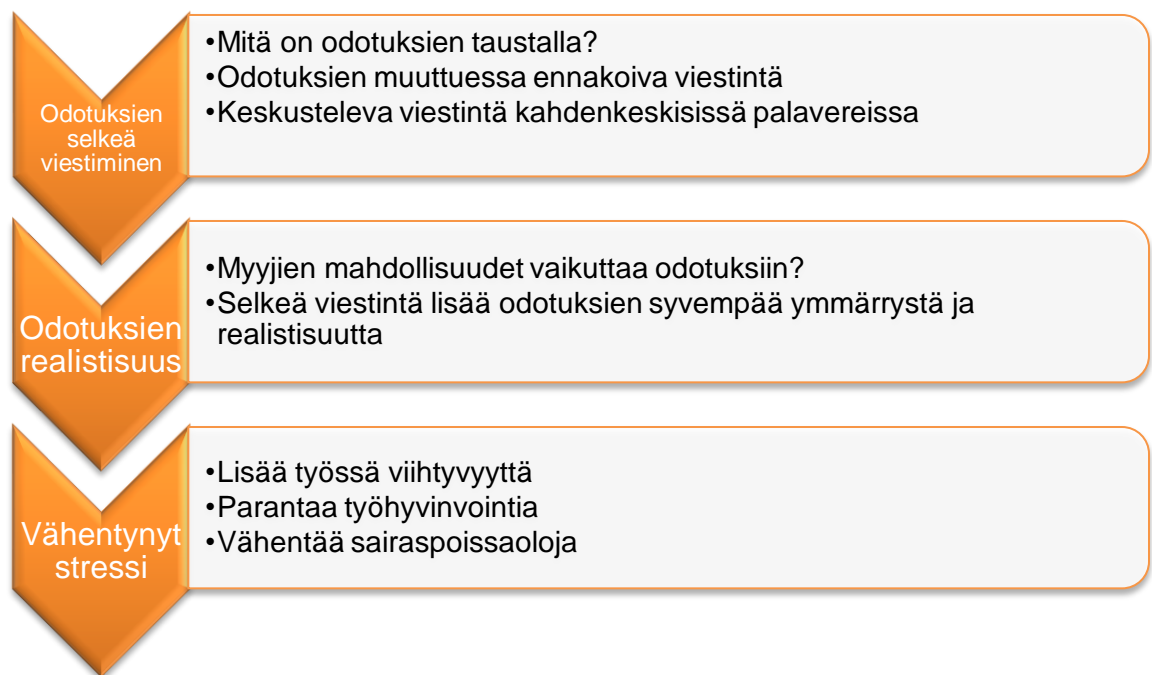 Odotuksien
selkeä
viestiminen
•Mitä on odotuksien taustalla?
•Odotuksien muuttuessa ennakoiva viestintä
•Keskusteleva viestintä kahdenkeskisissä palavereissa
Odotuksien
realistisuus
•Myyjien mahdollisuudet vaikuttaa odotuksiin?
•Selkeä viestintä lisää odotuksien syvempää ymmärrystä ja
realistisuutta
Vähentynyt
stressi
•Lisää työssä viihtyvyyttä
•Parantaa työhyvinvointia
•Vähentää sairaspoissaoloja